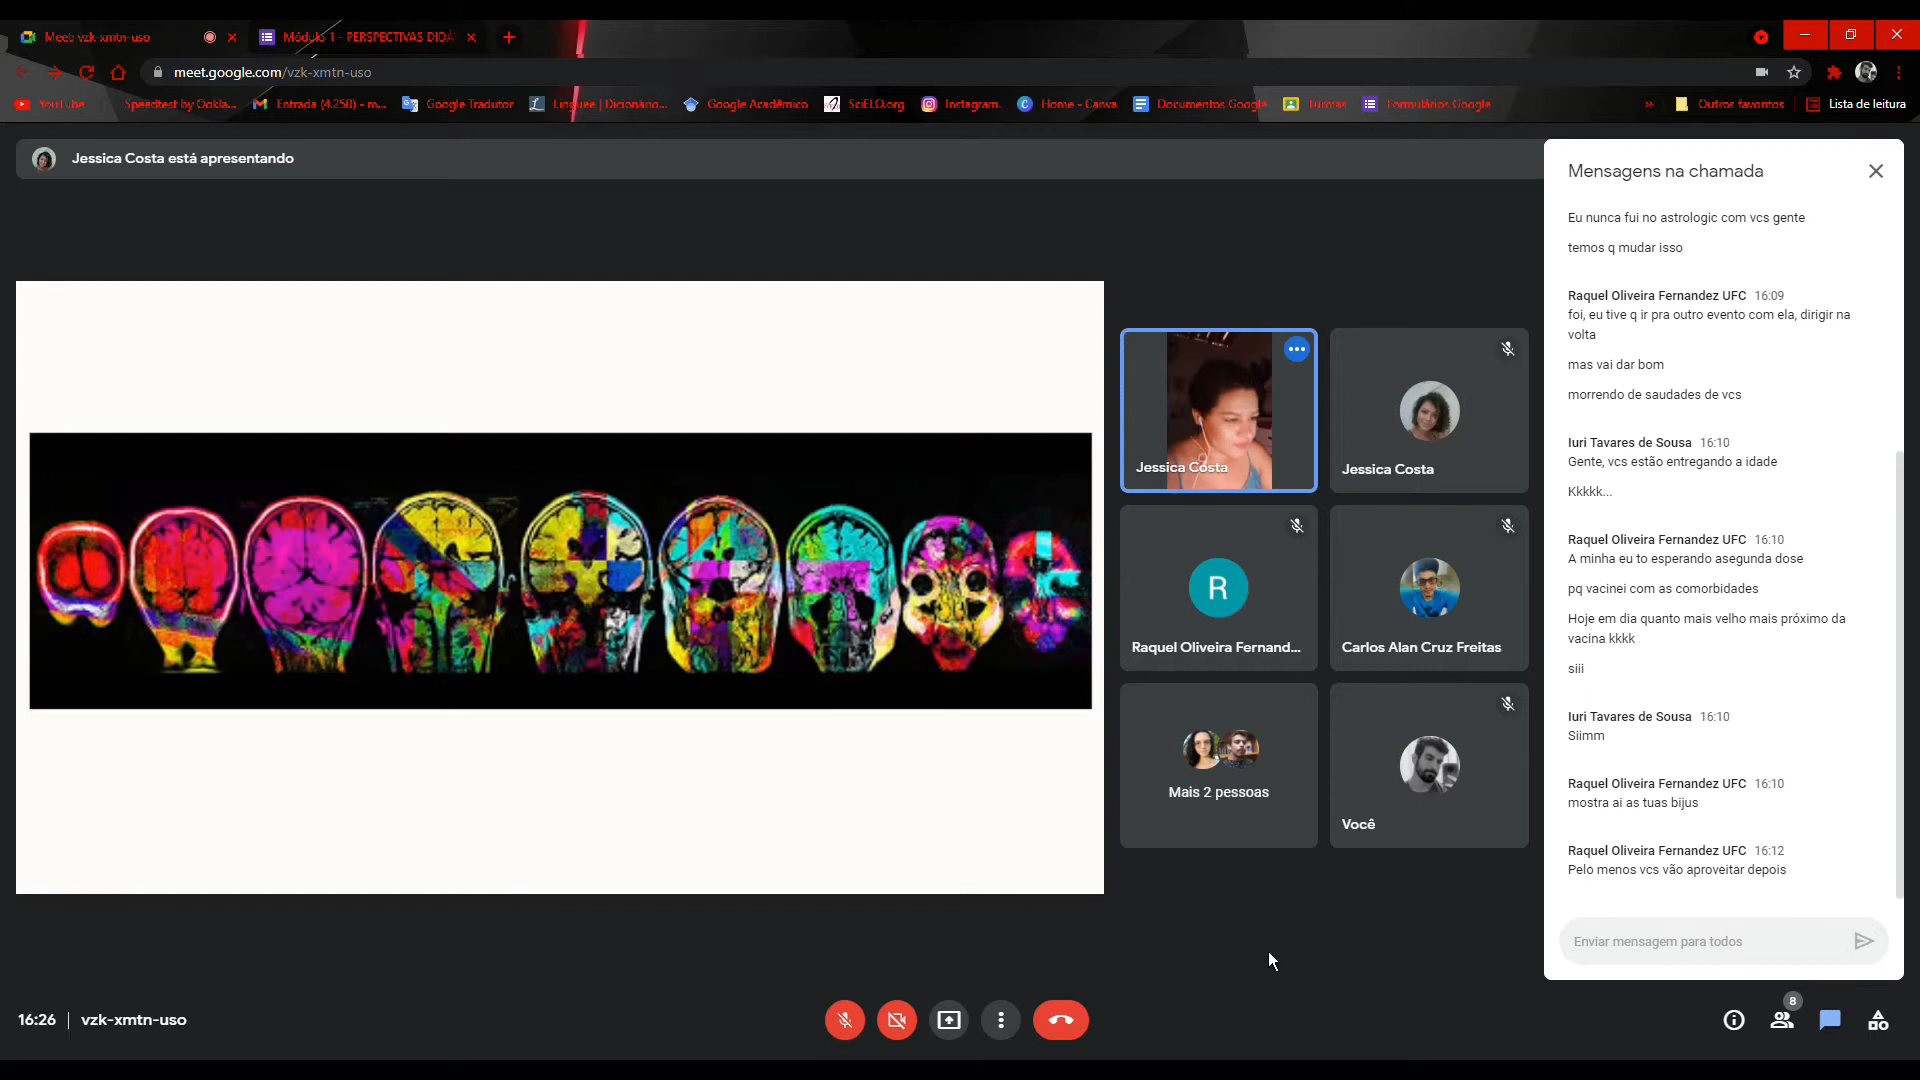 Meet: vzk-xmtn-uso
Módulo 1 - PERSPECTIVAS DIDÁ
meet.google.com/vzk-xmtn-uso
YouTube
Speedtest by Ookla...
Entrada (4.250) - m...
Google Tradutor
Linguee | Dicionário...
Google Acadêmico
SciELO.org
Instagram.
Home - Canva
Documentos Google
Turmas
Formulários Google
»
Outros favoritos
Lista de leitura
Jessica Costa está apresentando
Jessica Costa
Jessica Costa
R
Raquel Oliveira Fernand...
Carlos Alan Cruz Freitas
Mais 2 pessoas
Você
Mensagens na chamada
Eu nunca fui no astrologic com vcs gente
temos q mudar isso
Raquel Oliveira Fernandez UFC 16:09
foi, eu tive q ir pra outro evento com ela, dirigir na
volta
mas vai dar bom
morrendo de saudades de vcs
Iuri Tavares de Sousa 16:10
Gente, vcs estão entregando a idade
Kkkkk...
Raquel Oliveira Fernandez UFC 16:10
A minha eu to esperando asegunda dose
pq vacinei com as comorbidades
Hoje em dia quanto mais velho mais próximo da
vacina kkkk
siii
Iuri Tavares de Sousa 16:10
Siimm
Raquel Oliveira Fernandez UFC 16:10
mostra ai as tuas bijus
Raquel Oliveira Fernandez UFC 16:12
Pelo menos vcs vão aproveitar depois
Enviar mensagem para todos
16:26 | vzk-xmtn-uso
8